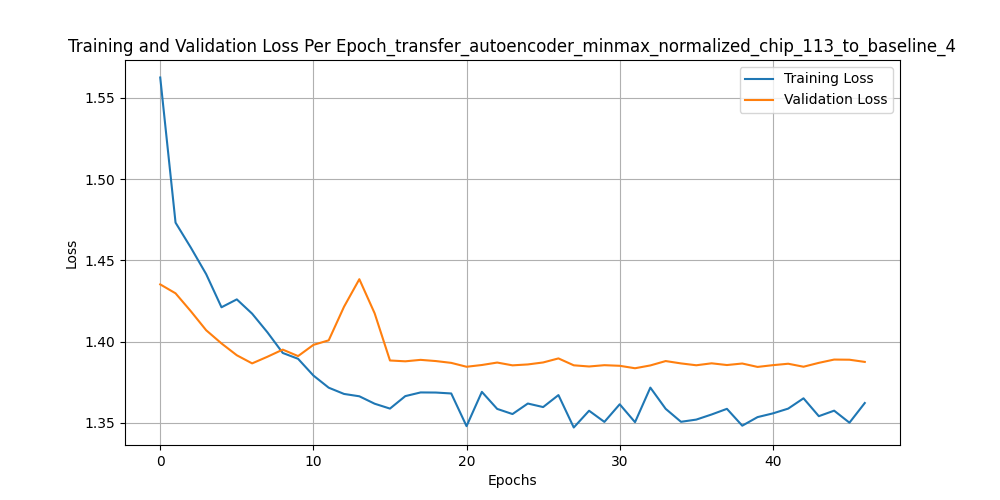 Training and Validation Loss Per Epoch_transfer_autoencoder_minmax_normalized_chip_113_to_baseline_4
Training Loss
Validation Loss
1.55
1.50
1.45
1.40
1.35
Loss
0 10 20 30 40
Epochs